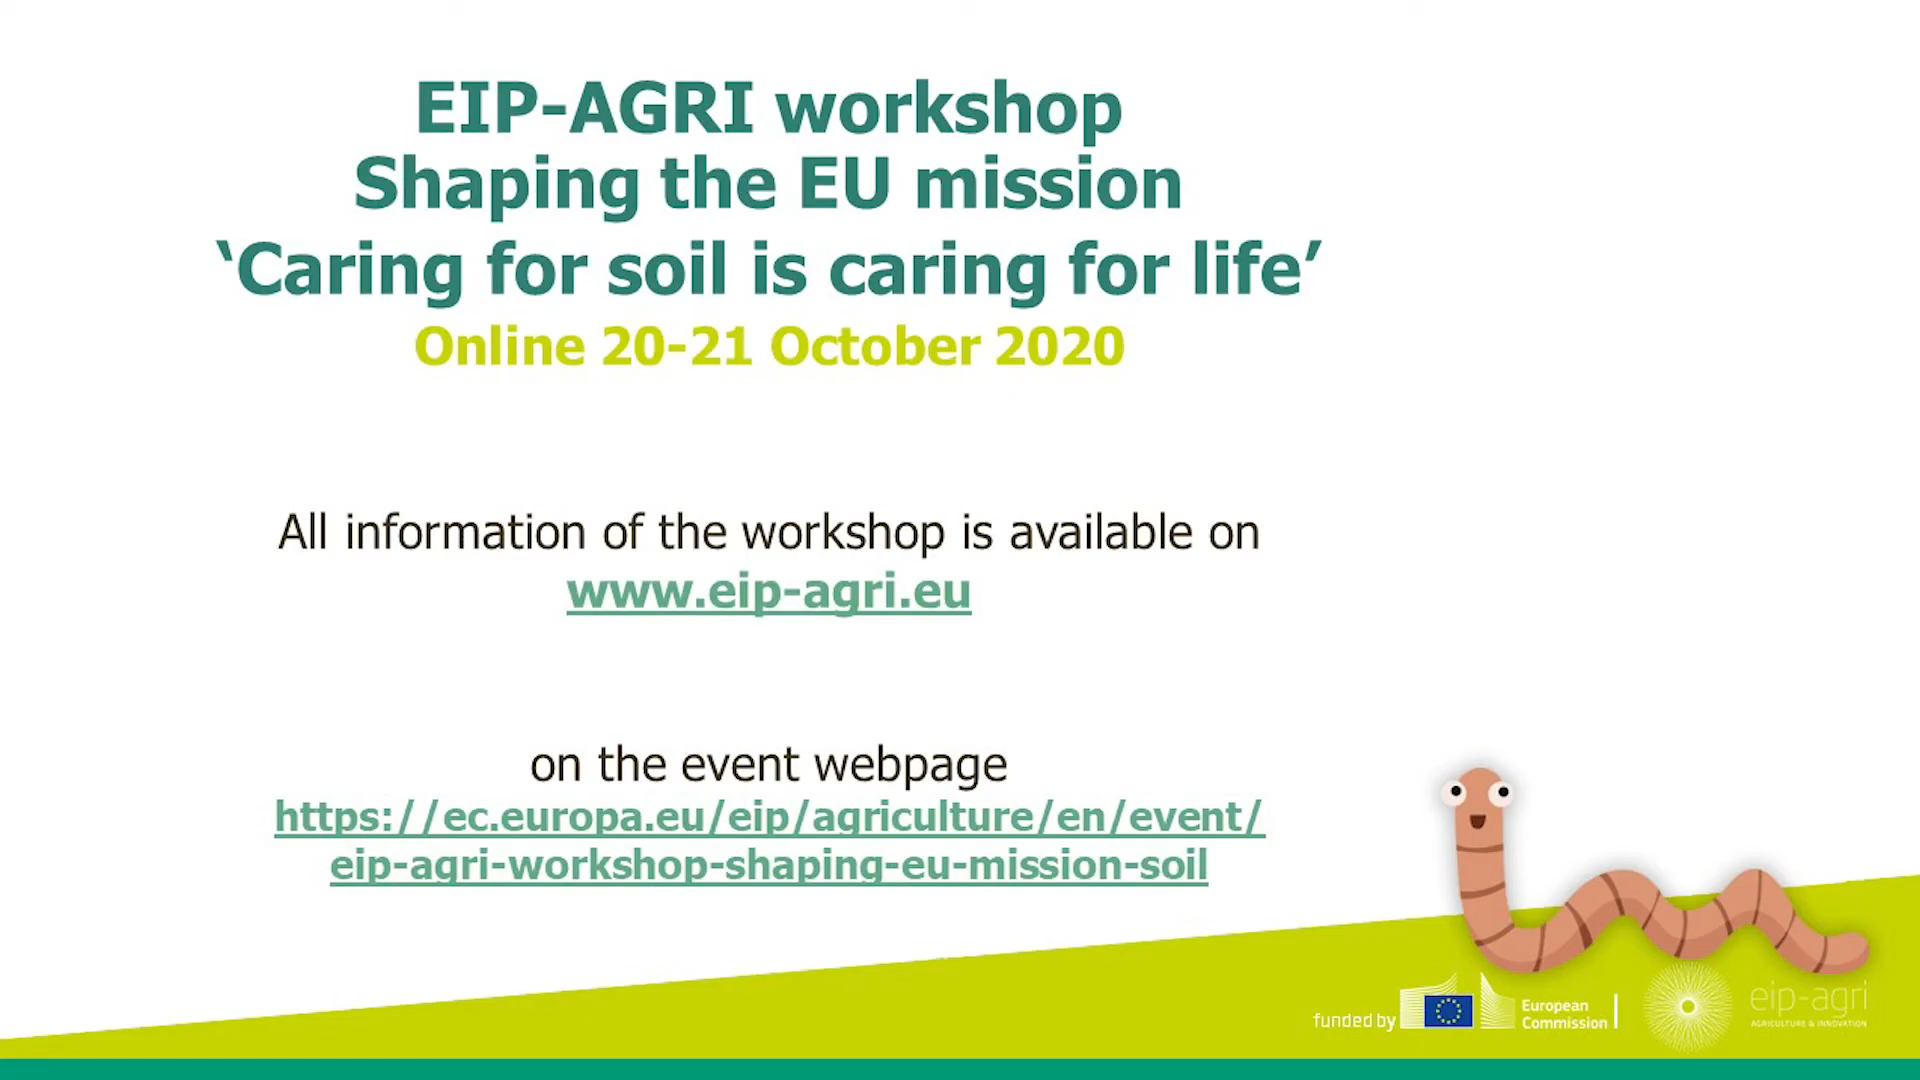 EIP-AGRI workshop
Shaping the EU mission
‘Caring for soil is caring for life’
Online 20-21 October 2020
All information of the workshop is available on
www.eip-agri.eu
on the event webpage
https://ec.europa.eu/eip/agriculture/en/event/
eip-agri-workshop-shaping-eu-mission-soil
funded by
European
Commission
eip-agri
AGRICULTURE & INNOVATION